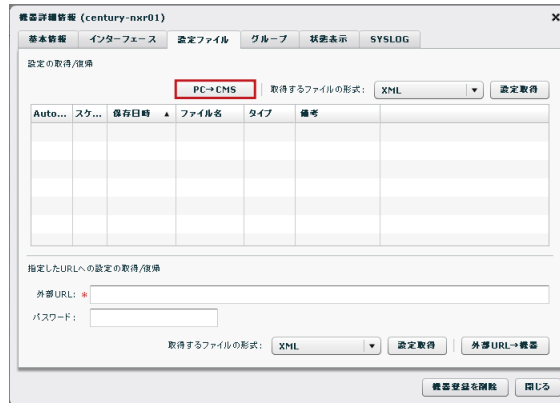 機器詳細情報 (century-nxr01)
基本情報 インターフェース 設定ファイル グループ 状態表示 SYSLOG
設定の取得/復帰
PC→CMS 取得するファイルの形式: XML 設定取得
Auto... スケ... 保存日時 ファイル名 タイプ 備考
指定したURLへの設定の取得/復帰
外部URL: *
パスワード:
取得するファイルの形式: XML 設定取得 外部URL→機器
機器登録を削除 閉じる